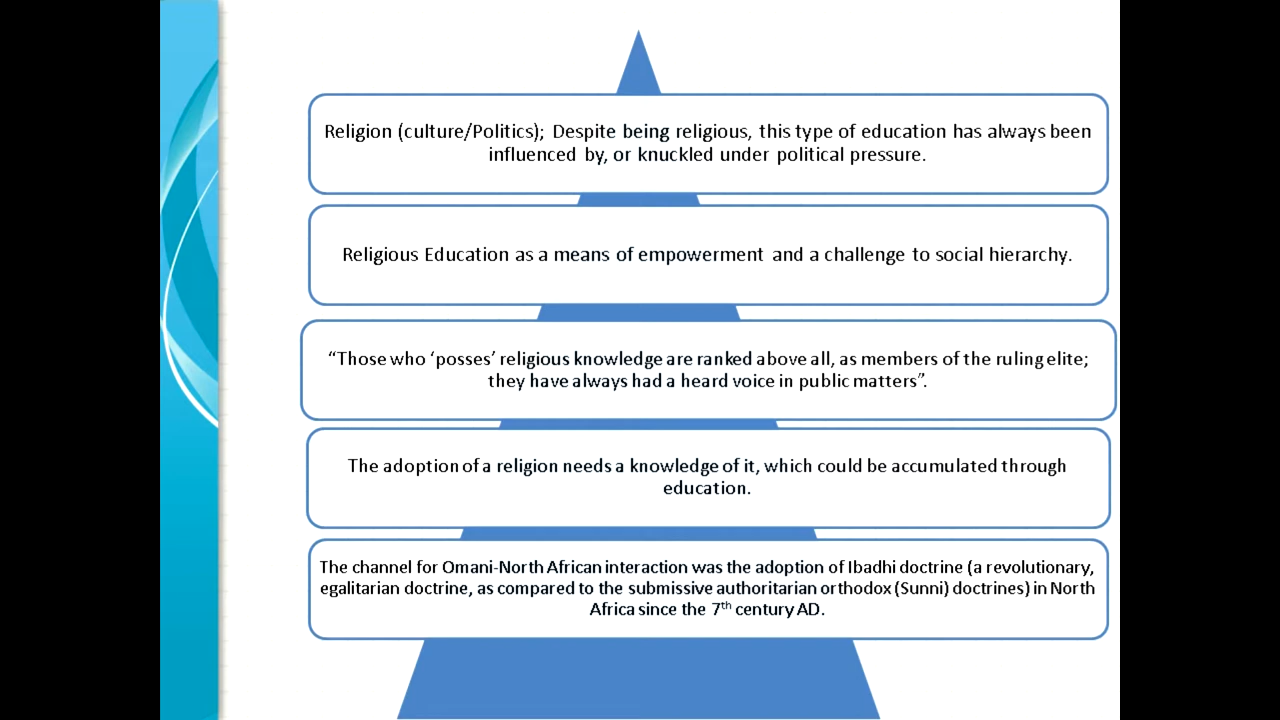 Religion (culture/Politics); Despite being religious, this type of education has always been
influenced by, or knuckled under political pressure.
Religious Education as a means of empowerment and a challenge to social hierarchy.
“Those who ‘posses’ religious knowledge are ranked above all, as members of the ruling elite;
they have always had a heard voice in public matters”.
The adoption of a religion needs a knowledge of it, which could be accumulated through
education.
The channel for Omani-North African interaction was the adoption of Ibadhi doctrine (a revolutionary,
egalitarian doctrine, as compared to the submissive authoritarian orthodox (Sunni) doctrines) in North
Africa since the 7th century AD.